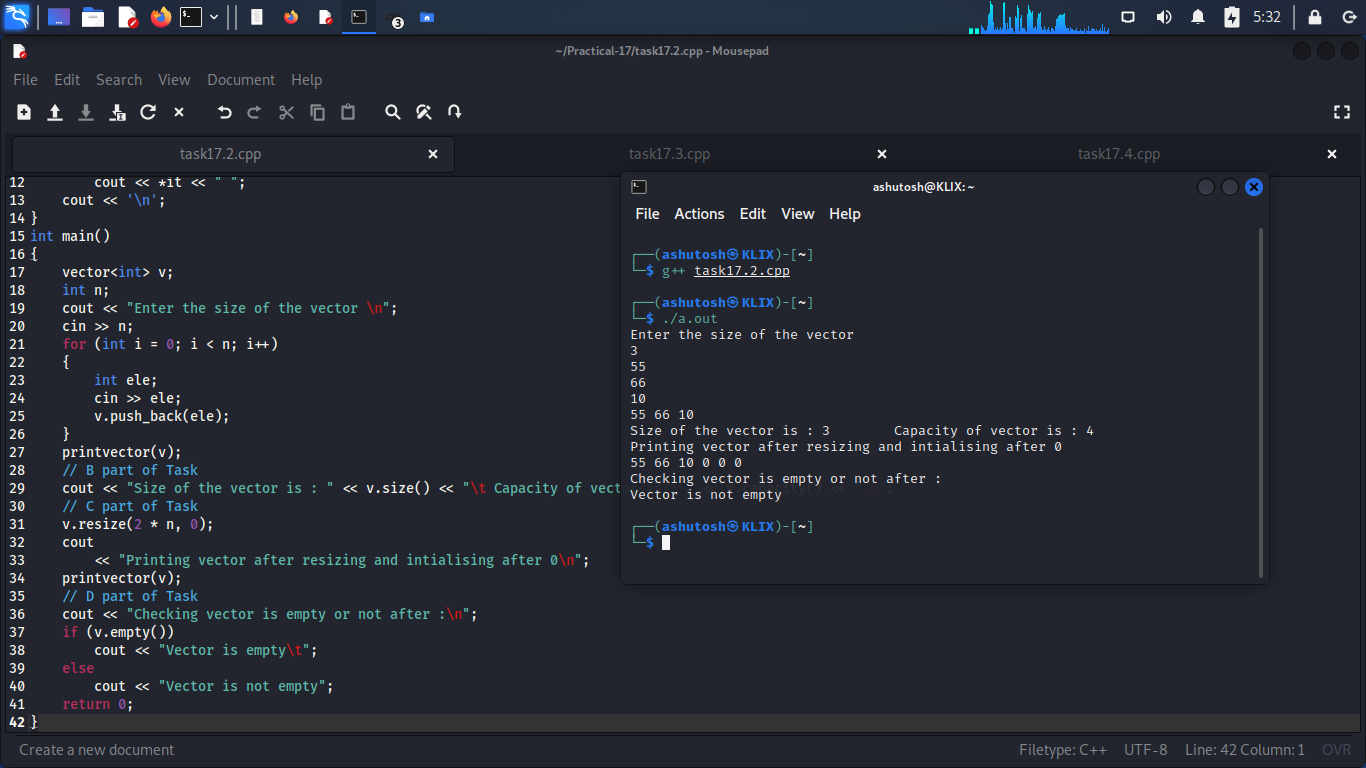 3
5:32
~/Practical-17/task17.2.cpp - Mousepad
File Edit Search View Document Help
task17.2.cpp task17.3.cpp task17.4.cpp
12 cout << *it << " ";
13 cout << '\n';
14 }
15 int main()
16 {
17 vector<int> v;
18 int n;
19 cout << "Enter the size of the vector \n";
20 cin >> n;
21 for (int i = 0; i < n; i++)
22 {
23 int ele;
24 cin >> ele;
25 v.push_back(ele);
26 }
27 printvector(v);
28 // B part of Task
29 cout << "Size of the vector is : " << v.size() << "\t Capacity of vect
30 // C part of Task
31 v.resize(2 * n, 0);
32 cout
33 << "Printing vector after resizing and intialising after 0\n";
34 printvector(v);
35 // D part of Task
36 cout << "Checking vector is empty or not after :\n";
37 if (v.empty())
38 cout << "Vector is empty\t";
39 else
40 cout << "Vector is not empty";
41 return 0;
42 }
ashutosh@KLIX: ~
File Actions Edit View Help
(ashutosh㉿KLIX)-[~]
$ g++ task17.2.cpp
(ashutosh㉿KLIX)-[~]
$ ./a.out
Enter the size of the vector
3
55
66
10
55 66 10
Size of the vector is : 3 Capacity of vector is : 4
Printing vector after resizing and intialising after 0
55 66 10 0 0 0
Checking vector is empty or not after :
Vector is not empty
(ashutosh㉿KLIX)-[~]
$
Create a new document
Filetype: C++ UTF-8 Line: 42 Column: 1 OVR